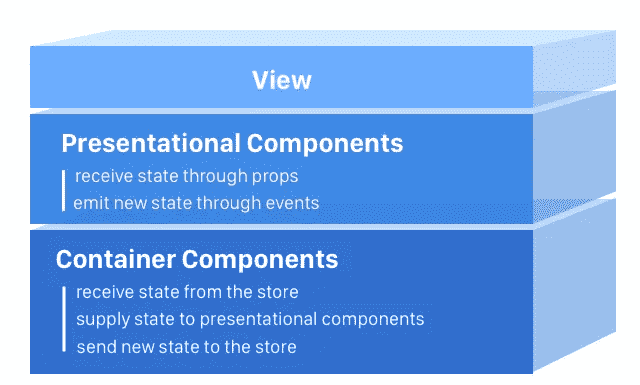 View
Presentational Components
receive state through props
emit new state through events
Container Components
receive state from the store
supply state to presentational components
send new state to the store